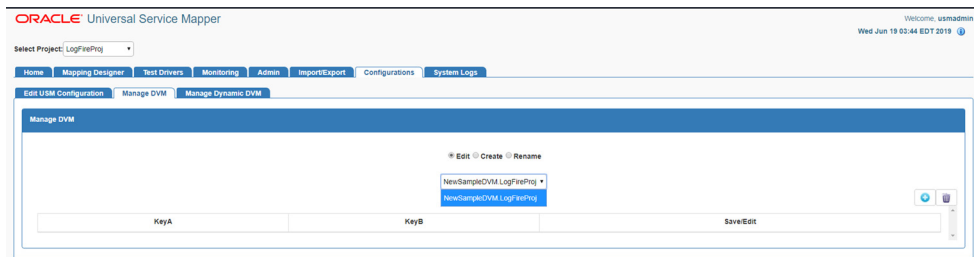 ORACLE® Universal Service Mapper
Welcome, usmadmin
Wed Jun 19 03:44 EDT 2019
Select Project: LogFireProj
Home Mapping Designer Test Drivers Monitoring Admin Import/Export Configurations System Logs
Edit USM Configuration Manage DVM Manage Dynamic DVM
Manage DVM
Edit Create Rename
NewSampleDVM.LogFireProj
NewSampleDVM.LogFireProj
KeyA KeyB Save/Edit